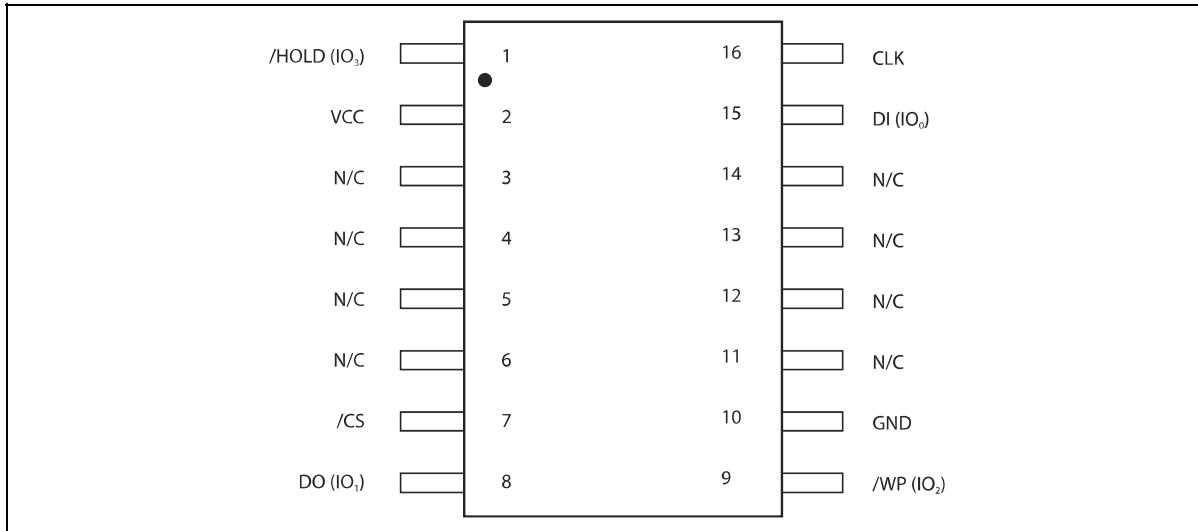 /HOLD (IO₃) 1 16 CLK
VCC 2 15 DI (IO₀)
N/C 3 14 N/C
N/C 4 13 N/C
N/C 5 12 N/C
N/C 6 11 N/C
/CS 7 10 GND
DO (IO₁) 8 9 /WP (IO₂)